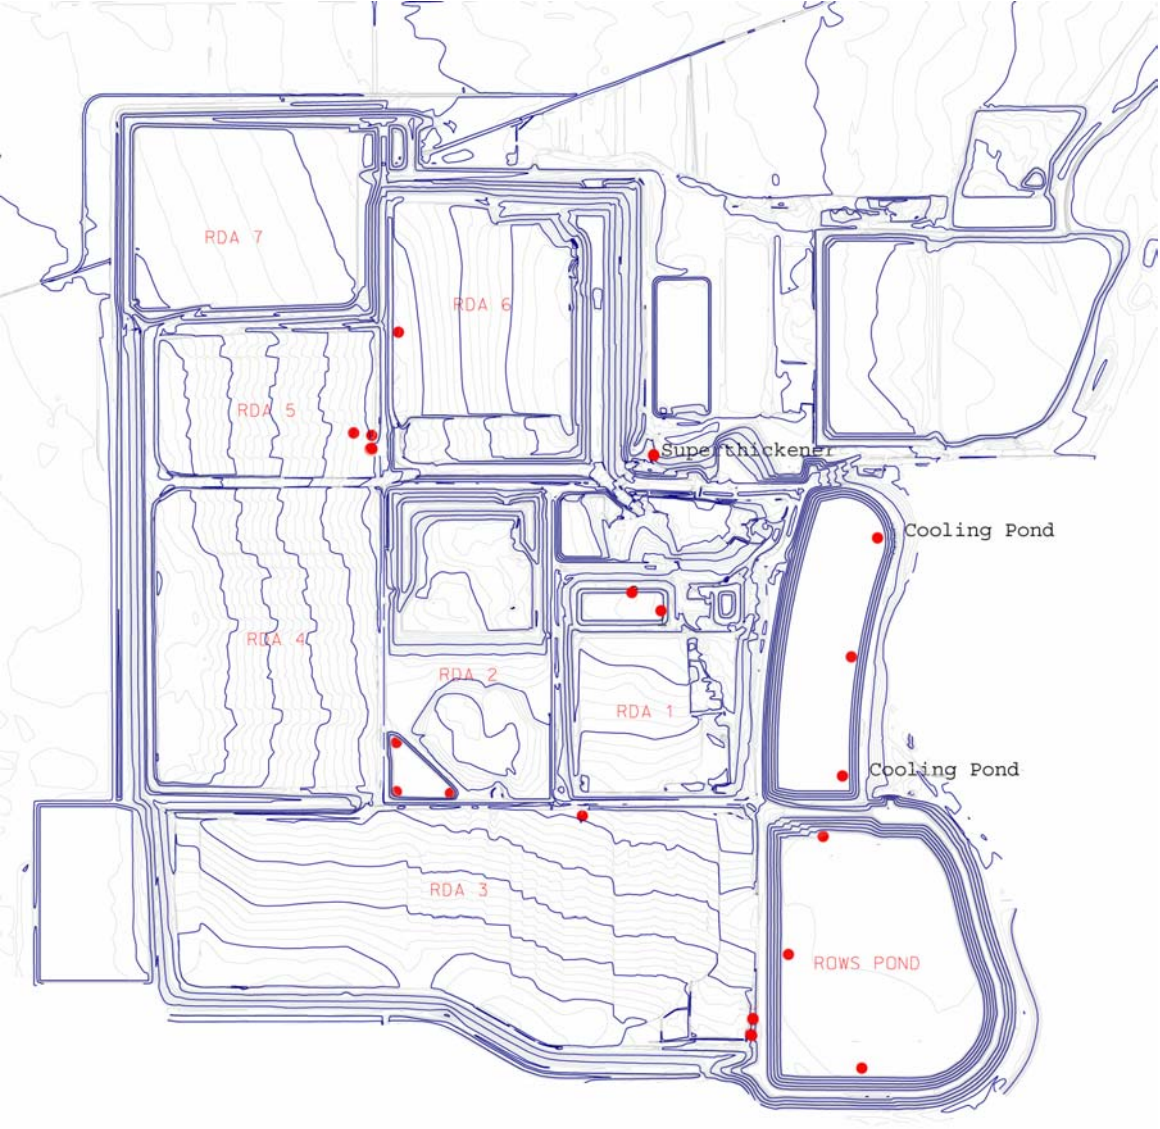 RDA 7
RDA 6
RDA 5
Superthickener
Cooling Pond
RDA 4
RDA 2
RDA 1
Cooling Pond
RDA 3
ROWS POND